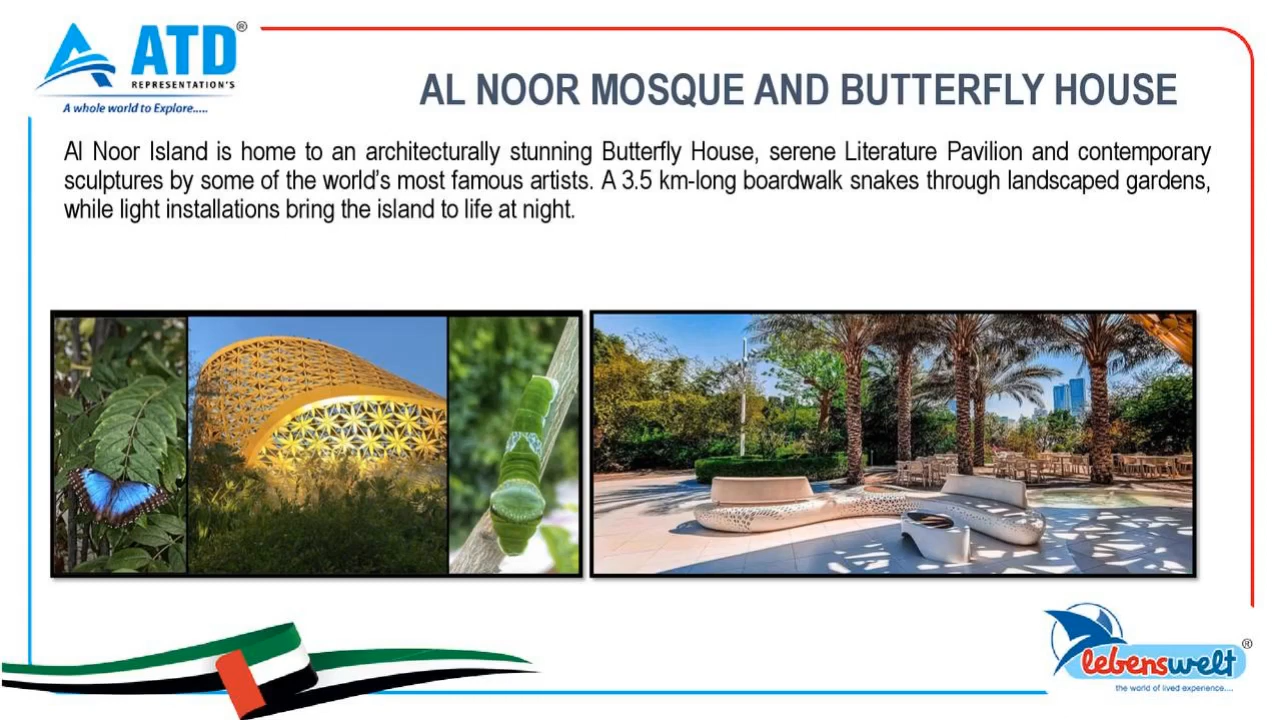 ATD®
REPRESENTATION'S
A whole world to Explore.....
AL NOOR MOSQUE AND BUTTERFLY HOUSE
Al Noor Island is home to an architecturally stunning Butterfly House, serene Literature Pavilion and contemporary
sculptures by some of the world's most famous artists. A 3.5 km-long boardwalk snakes through landscaped gardens,
while light installations bring the island to life at night.
lebenswelt®
the world of lived experience....